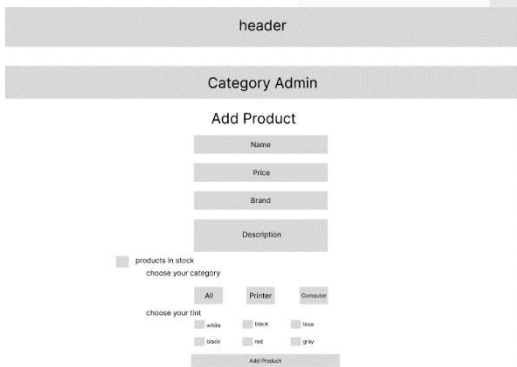 header
Category Admin
Add Product
Name
Price
Brand
Description
products in stock
choose your category
All Printer Computer
choose your tint
white black blue
black red gray
Add Product